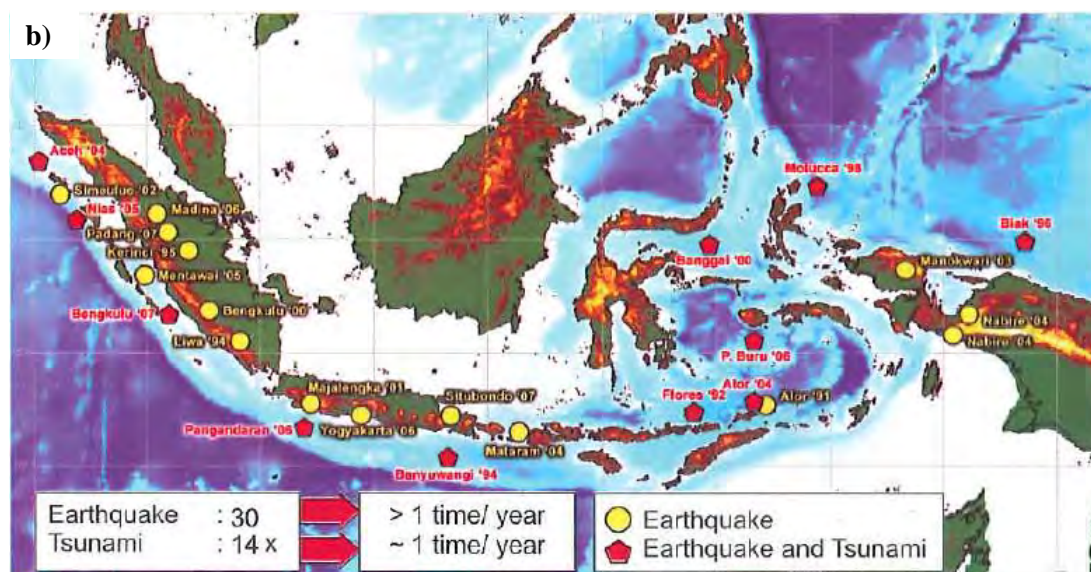 b)
Aceh '04
Simeulue '02
Nias '05
Madina '06
Padang '07
Kerinci '95
Mentawai '05
Bengkulu '07
Bengkulu '00
Liwa '94
Majalengka '01
Situbondo '07
Pangandaran '06
Yogyakarta '06
Mataram '04
Banyuwangi '94
Molucca '98
Banggai '00
Biak '96
Manokwari '03
Nabire '04
Nabire '04
P. Buru '06
Alor '04
Flores '92
Alor '91
Earthquake : 30
Tsunami : 14 x
> 1 time/ year
~ 1 time/ year
Earthquake
Earthquake and Tsunami